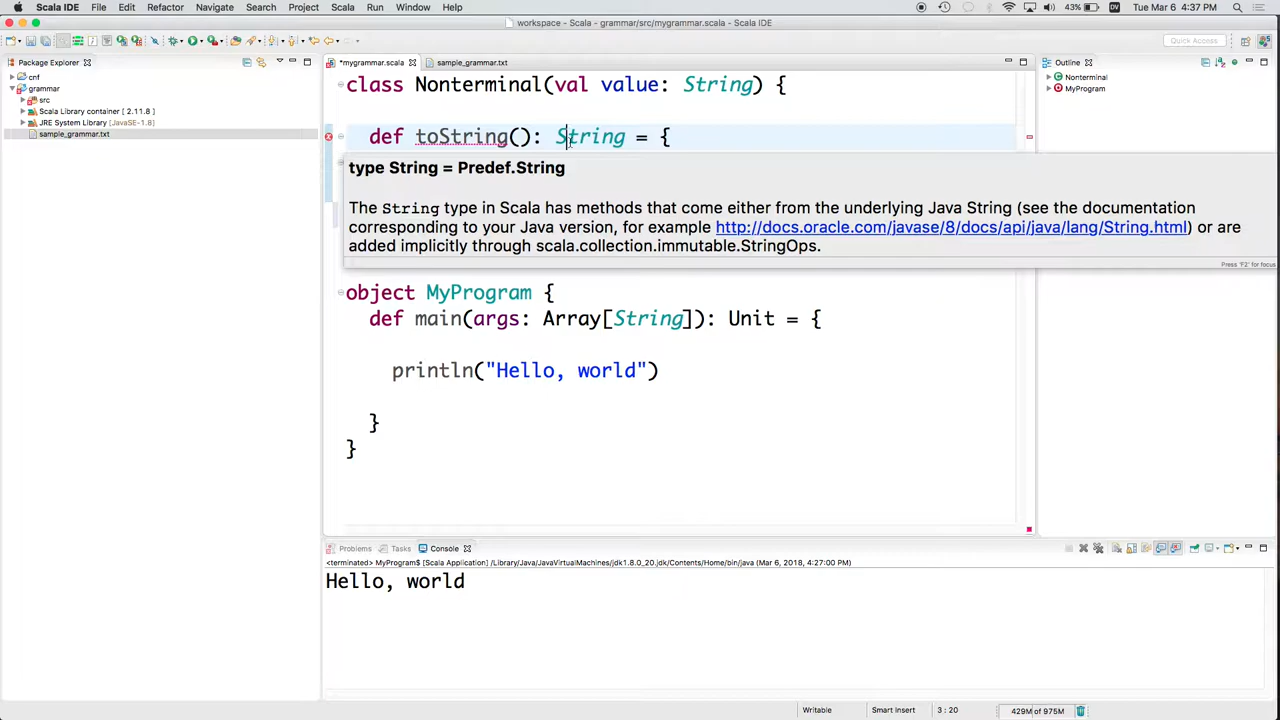 Scala IDE File Edit Refactor Navigate Search Project Scala Run Window Help 43% Tue Mar 6 4:37 PM
workspace - Scala - grammar/src/mygrammar.scala - Scala IDE
Quick Access
Package Explorer
*mygrammar.scala
sample_grammar.txt
Outline
cnf
grammar
src
Scala Library container [ 2.11.8 ]
JRE System Library [JavaSE-1.8]
sample_grammar.txt
class Nonterminal(val value: String) {
def toString(): String = {
type String = Predef.String
The String type in Scala has methods that come either from the underlying Java String (see the documentation
corresponding to your Java version, for example http://docs.oracle.com/javase/8/docs/api/java/lang/String.html) or are
added implicitly through scala.collection.immutable.StringOps.
Press 'F2' for focus
object MyProgram {
def main(args: Array[String]): Unit = {
println("Hello, world")
}
}
Nonterminal
MyProgram
Problems Tasks Console
<terminated> MyProgram$ [Scala Application] /Library/Java/JavaVirtualMachines/jdk1.8.0_20.jdk/Contents/Home/bin/java (Mar 6, 2018, 4:27:00 PM)
Hello, world
Writable Smart Insert 3 : 20 429M of 975M